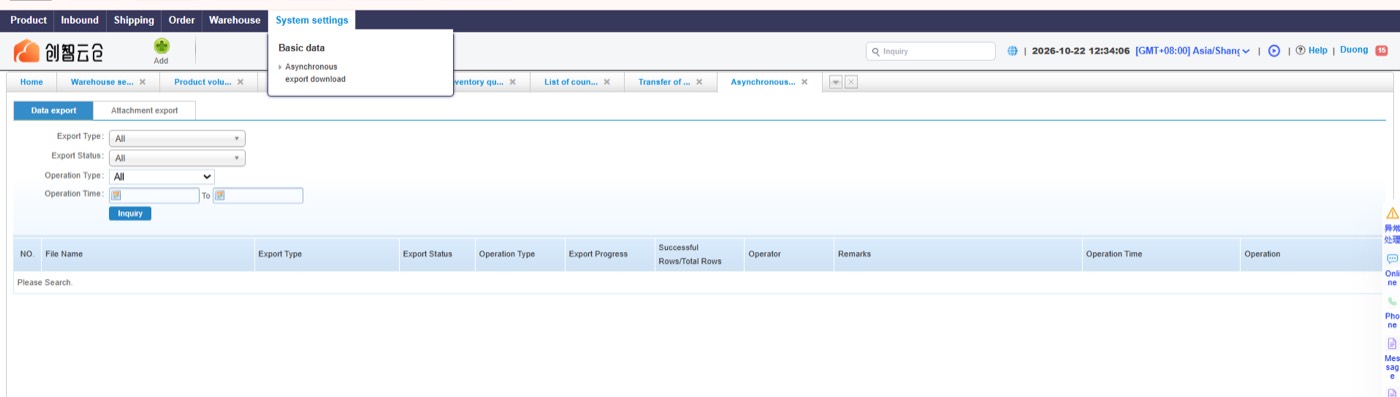 Product Inbound Shipping Order Warehouse System settings
创智云仓
Add
Basic data
Asynchronous
export download
Inquiry
2026-10-22 12:34:06 [GMT+08:00] Asia/Shang
Help
Duong
15
Home
Warehouse se...
Product volu...
ventory qu...
List of coun...
Transfer of ...
Asynchronous...
Data export
Attachment export
Export Type: All
Export Status: All
Operation Type: All
Operation Time: To
Inquiry
NO. File Name Export Type Export Status Operation Type Export Progress Successful
Rows/Total Rows Operator Remarks Operation Time Operation
Please Search.
异常
处理
Onli
ne
Pho
ne
Mes
sag
e